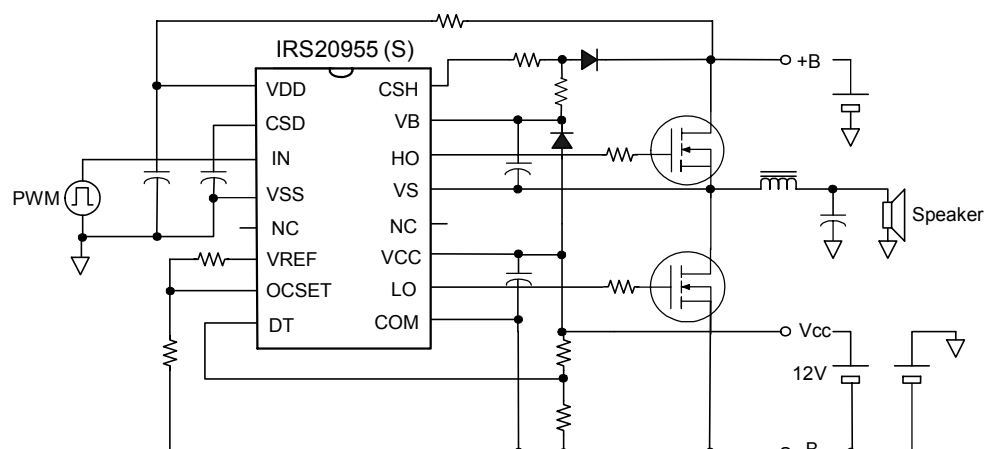 IRS20955 (S)
VDD
CSD
IN
VSS
NC
VREF
OCSET
DT
CSH
VB
HO
VS
NC
VCC
LO
COM
PWM
+B
Speaker
Vcc
12V